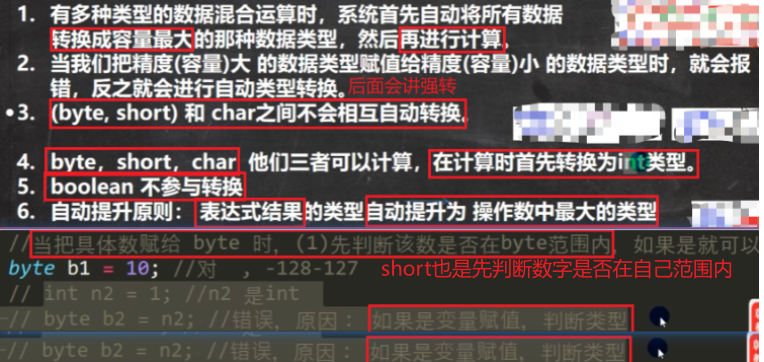 1. 有多种类型的数据混合运算时，系统首先自动将所有数据
转换成容量最大的那种数据类型，然后再进行计算。
2. 当我们把精度(容量)大 的数据类型赋值给精度(容量)小 的数据类型时，就会报
错，反之就会进行自动类型转换。后面会讲强转
3. (byte, short) 和 char之间不会相互自动转换。
4. byte，short，char 他们三者可以计算，在计算时首先转换为int类型。
5. boolean 不参与转换
6. 自动提升原则： 表达式结果的类型自动提升为 操作数中最大的类型
//当把具体数赋给 byte 时，(1)先判断该数是否在byte范围内，如果是就可以
byte b1 = 10; //对 , -128-127 short也是先判断数字是否在自己范围内
// int n2 = 1; //n2 是int
// byte b2 = n2; //错误，原因： 如果是变量赋值，判断类型
// byte b2 = n2; //错误，原因： 如果是变量赋值，判断类型